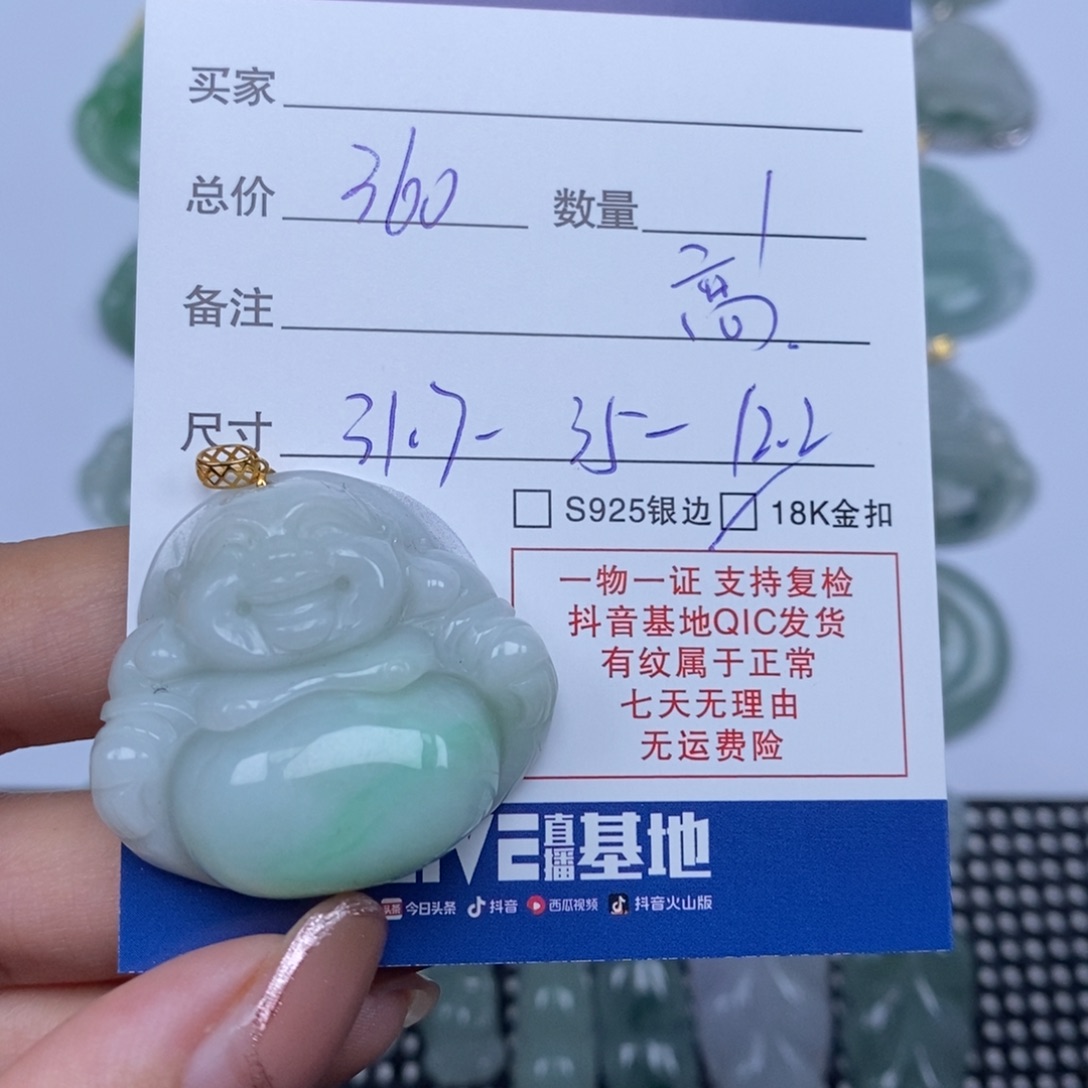 买家
总价 360 数量 1
备注 高.
尺寸 31.7- 35- 12.2
S925银边 18K金扣
一物一证 支持复检
抖音基地QIC发货
有纹属于正常
七天无理由
无运费险
直播基地
今日头条 抖音 西瓜视频 抖音火山版